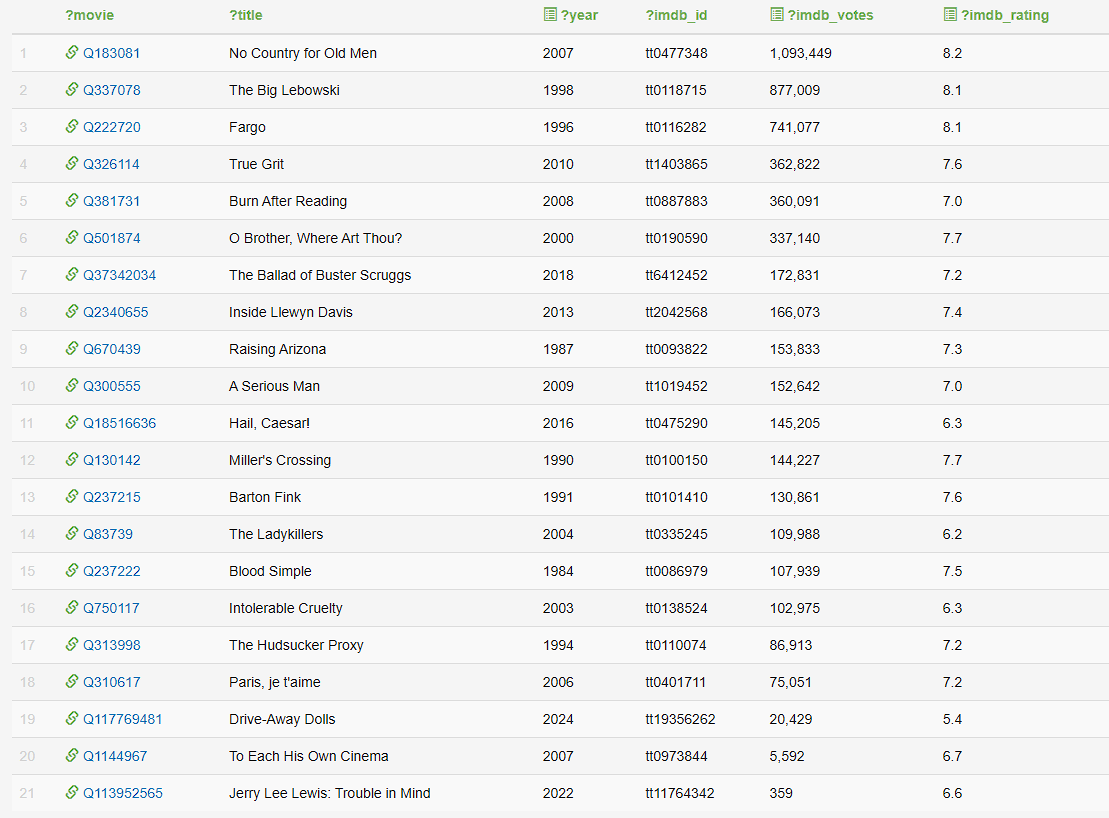 ?movie ?title ?year ?imdb_id ?imdb_votes ?imdb_rating
1 Q183081 No Country for Old Men 2007 tt0477348 1,093,449 8.2
2 Q337078 The Big Lebowski 1998 tt0118715 877,009 8.1
3 Q222720 Fargo 1996 tt0116282 741,077 8.1
4 Q326114 True Grit 2010 tt1403865 362,822 7.6
5 Q381731 Burn After Reading 2008 tt0887883 360,091 7.0
6 Q501874 O Brother, Where Art Thou? 2000 tt0190590 337,140 7.7
7 Q37342034 The Ballad of Buster Scruggs 2018 tt6412452 172,831 7.2
8 Q2340655 Inside Llewyn Davis 2013 tt2042568 166,073 7.4
9 Q670439 Raising Arizona 1987 tt0093822 153,833 7.3
10 Q300555 A Serious Man 2009 tt1019452 152,642 7.0
11 Q18516636 Hail, Caesar! 2016 tt0475290 145,205 6.3
12 Q130142 Miller's Crossing 1990 tt0100150 144,227 7.7
13 Q237215 Barton Fink 1991 tt0101410 130,861 7.6
14 Q83739 The Ladykillers 2004 tt0335245 109,988 6.2
15 Q237222 Blood Simple 1984 tt0086979 107,939 7.5
16 Q750117 Intolerable Cruelty 2003 tt0138524 102,975 6.3
17 Q313998 The Hudsucker Proxy 1994 tt0110074 86,913 7.2
18 Q310617 Paris, je t'aime 2006 tt0401711 75,051 7.2
19 Q117769481 Drive-Away Dolls 2024 tt19356262 20,429 5.4
20 Q1144967 To Each His Own Cinema 2007 tt0973844 5,592 6.7
21 Q113952565 Jerry Lee Lewis: Trouble in Mind 2022 tt11764342 359 6.6